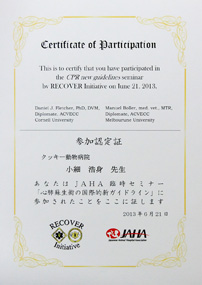 Certificate of Participation
This is to certify that you have participated in
the CPR new guidelines seminar
by RECOVER Initiative on June 21. 2013.
Daniel J. Fletcher, PhD, DVM,
Diplomate, ACVECC
Cornell University
Manuel Boller, med. vet., MTR,
Diplomate, ACVECC
Melbourne University
参加認定証
クッキー動物病院
小細 浩身 先生
あなたはJAHA臨時セミナー
「心肺蘇生術の国際的新ガイドライン」に
参加されたことをここに証します
2013年6月21日
RECOVER
Initiative
JAHA